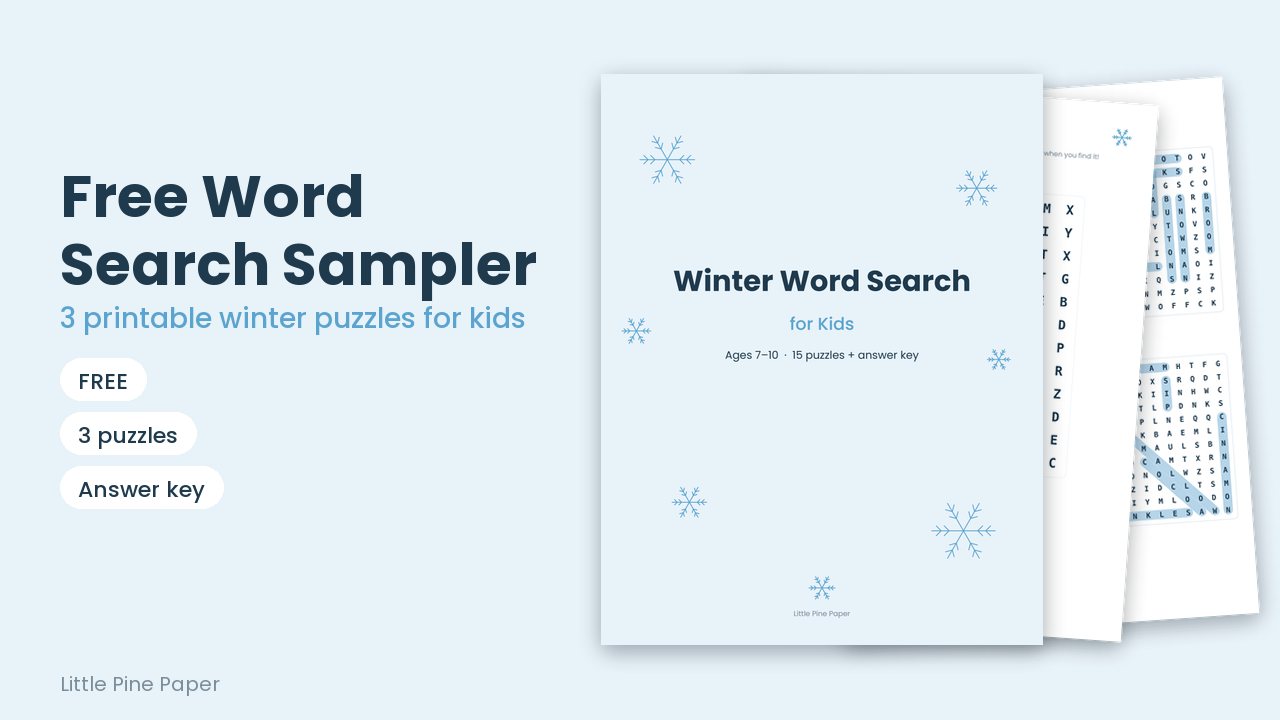 Free Word
Search Sampler
3 printable winter puzzles for kids
FREE
3 puzzles
Answer key
Little Pine Paper
Winter Word Search
for Kids
Ages 7–10 · 15 puzzles + answer key
Little Pine Paper
when you find it!
M X
I Y
T X
G
B
D
P
R
Z
D
E
C
O T O V
K S F S
G S C O
A B S R B
L U N K R
Y T O V O
C T W Z O
I O M S M
L N A O I
I Q S N I Z
N M Z P S P
W O F F C K
A M H T F G
O X S R Q D T
K I I N H W C
T L P D N K S
P L N E Q Q C
K B A E M L I
M A U L S B N
C A M T X R N
D N O L W Z S A
Z I D C L T S M
I Y M L O O D O
N K L E S A W N